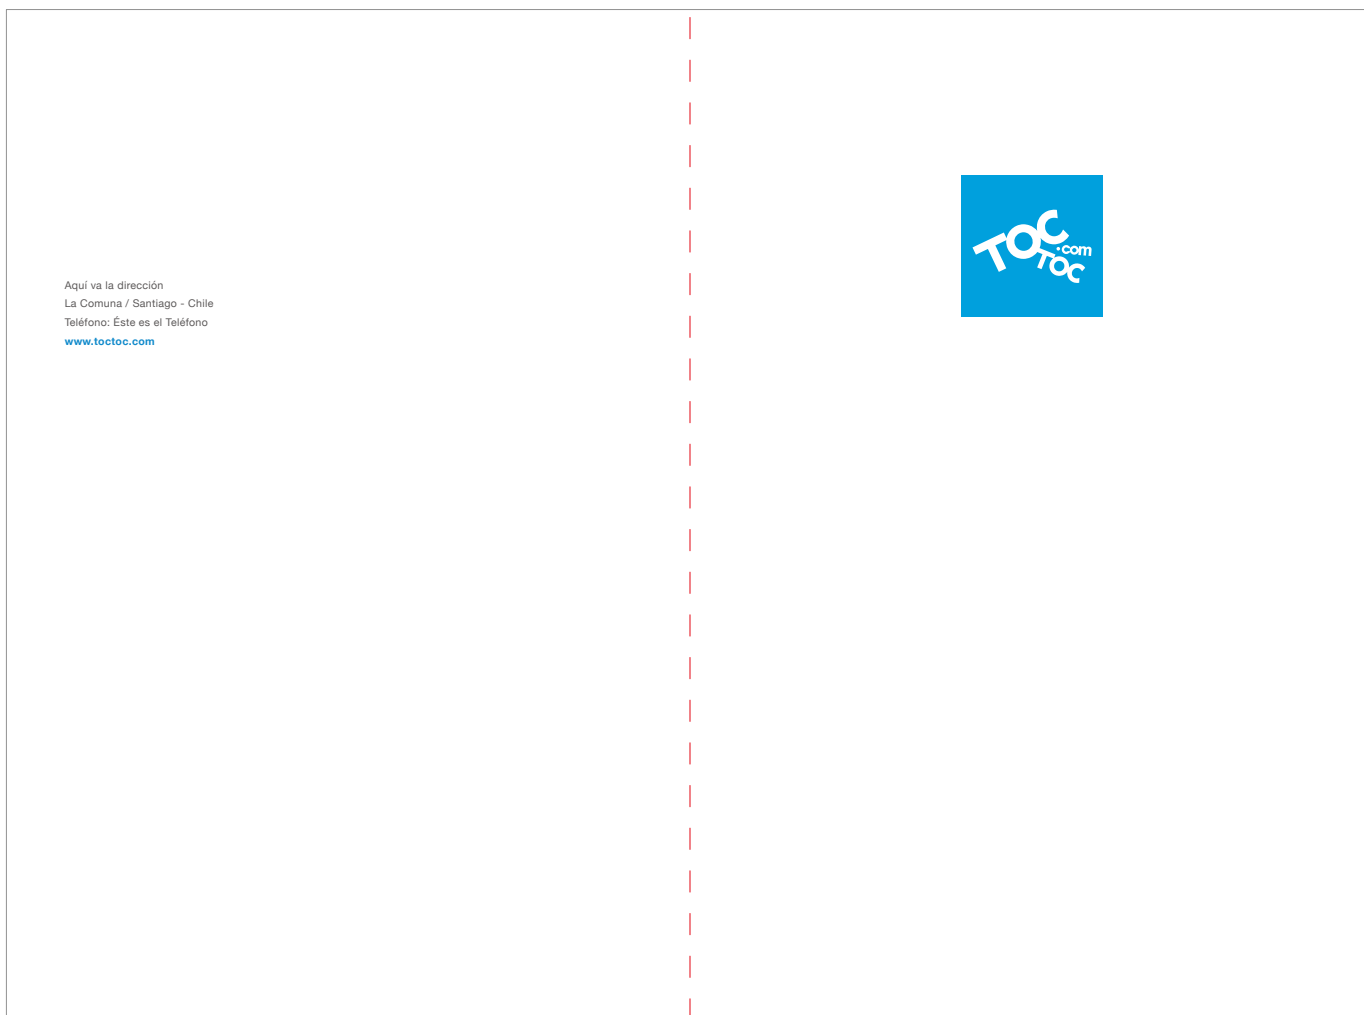 Aquí va la dirección
La Comuna / Santiago - Chile
Teléfono: Éste es el Teléfono
www.toctoc.com
TOC
.com
TOC